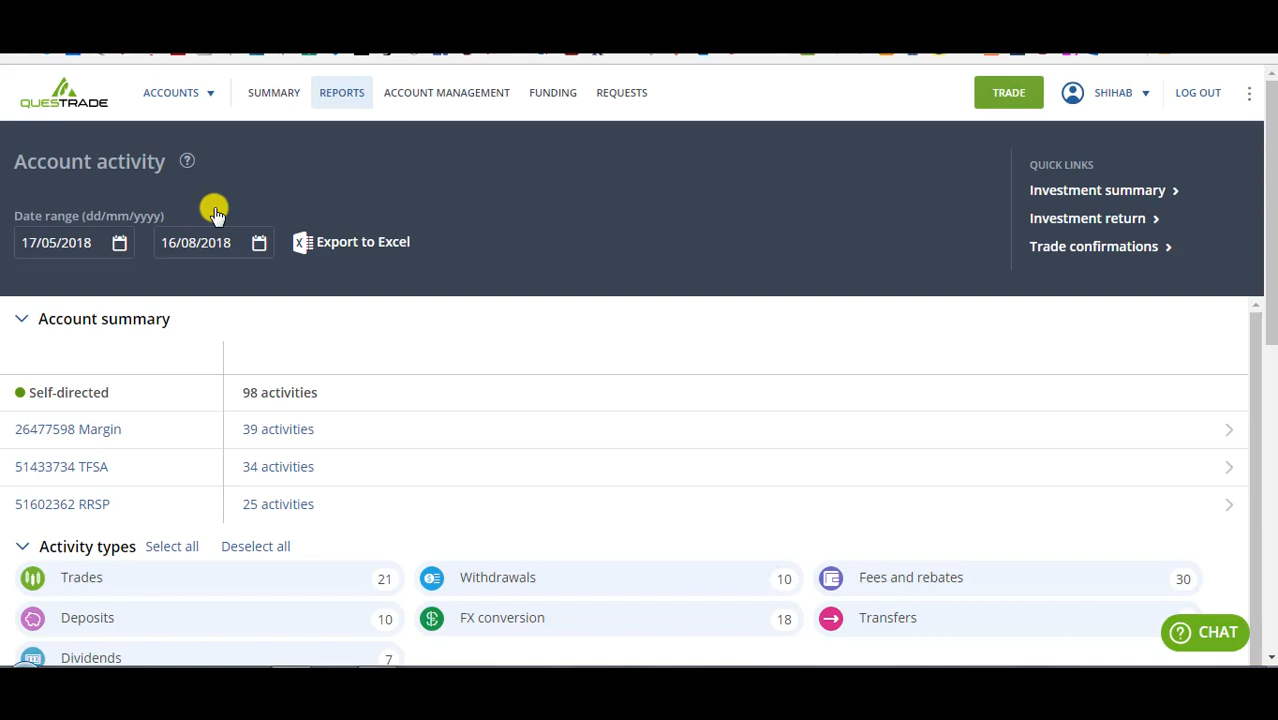 QUESTRADE
ACCOUNTS
SUMMARY
REPORTS
ACCOUNT MANAGEMENT
FUNDING
REQUESTS
TRADE
SHIHAB
LOG OUT
Account activity ?
QUICK LINKS
Investment summary
Investment return
Trade confirmations
Date range (dd/mm/yyyy)
17/05/2018
16/08/2018
Export to Excel
Account summary
Self-directed 98 activities
26477598 Margin 39 activities
51433734 TFSA 34 activities
51602362 RRSP 25 activities
Activity types Select all Deselect all
Trades 21
Withdrawals 10
Fees and rebates 30
Deposits 10
FX conversion 18
Transfers
Dividends 7
? CHAT